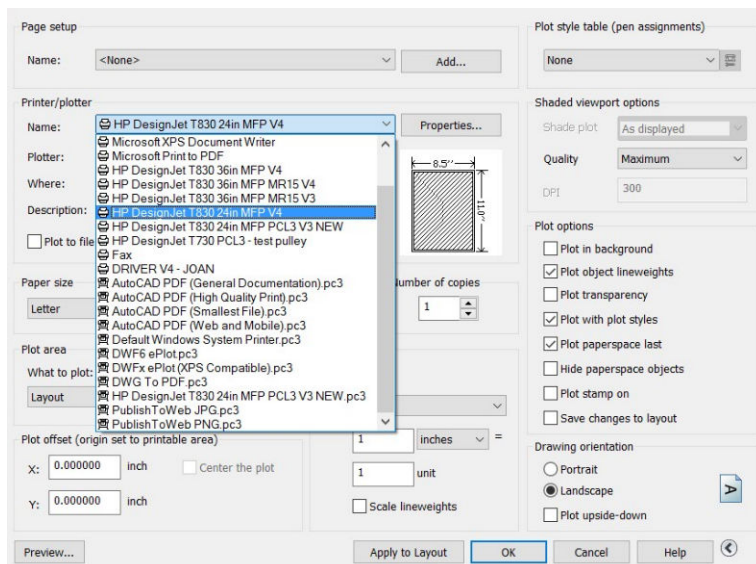 Page setup
Name:
<None>
Add...
Printer/plotter
Name:
HP DesignJet T830 24in MFP V4
Properties...
Plotter:
Where:
Description:
Plot to file
Microsoft XPS Document Writer
Microsoft Print to PDF
HP DesignJet T830 36in MFP V4
HP DesignJet T830 36in MFP MR15 V4
HP DesignJet T830 36in MFP MR15 V3
HP DesignJet T830 24in MFP V4
HP DesignJet T830 24in MFP PCL3 V3 NEW
HP DesignJet T730 PCL3 - test pulley
Fax
DRIVER V4 - JOAN
AutoCAD PDF (General Documentation).pc3
AutoCAD PDF (High Quality Print).pc3
AutoCAD PDF (Smallest File).pc3
AutoCAD PDF (Web and Mobile).pc3
Default Windows System Printer.pc3
DWF6 ePlot.pc3
DWFx ePlot (XPS Compatible).pc3
DWG To PDF.pc3
HP DesignJet T830 24in MFP PCL3 V3 NEW.pc3
PublishToWeb JPG.pc3
PublishToWeb PNG.pc3
8.5"
11.0"
Paper size
Letter
Number of copies
1
Plot area
What to plot:
Layout
Plot offset (origin set to printable area)
X:
0.000000
inch
Center the plot
Y:
0.000000
inch
1
inches
=
1
unit
Scale lineweights
Plot style table (pen assignments)
None
Shaded viewport options
Shade plot
As displayed
Quality
Maximum
DPI
300
Plot options
Plot in background
Plot object lineweights
Plot transparency
Plot with plot styles
Plot paperspace last
Hide paperspace objects
Plot stamp on
Save changes to layout
Drawing orientation
Portrait
Landscape
Plot upside-down
A
Preview...
Apply to Layout
OK
Cancel
Help